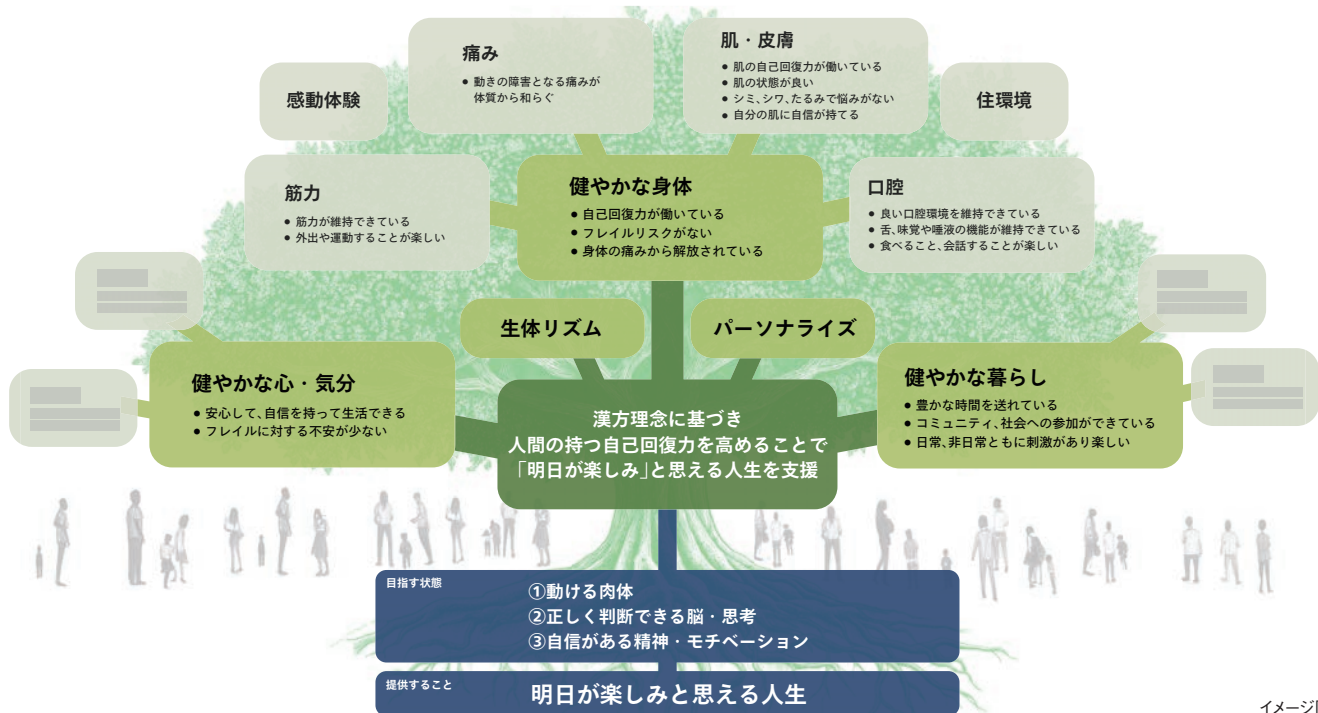 痛み
● 動きの障害となる痛みが
体質から和らぐ
肌・皮膚
● 肌の自己回復力が働いている
● 肌の状態が良い
● シミ、シワ、たるみで悩みがない
● 自分の肌に自信が持てる
感動体験
住環境
筋力
● 筋力が維持できている
● 外出や運動することが楽しい
健やかな身体
● 自己回復力が働いている
● フレイルリスクがない
● 身体の痛みから解放されている
口腔
● 良い口腔環境を維持できている
● 舌、味覚や唾液の機能が維持できている
● 食べること、会話することが楽しい
生体リズム
パーソナライズ
健やかな心・気分
● 安心して、自信を持って生活できる
● フレイルに対する不安が少ない
漢方理念に基づき
人間の持つ自己回復力を高めることで
「明日が楽しみ」と思える人生を支援
健やかな暮らし
● 豊かな時間を送れている
● コミュニティ、社会への参加ができている
● 日常、非日常ともに刺激があり楽しい
目指す状態
①動ける肉体
②正しく判断できる脳・思考
③自信がある精神・モチベーション
提供すること
明日が楽しみと思える人生
イメージ